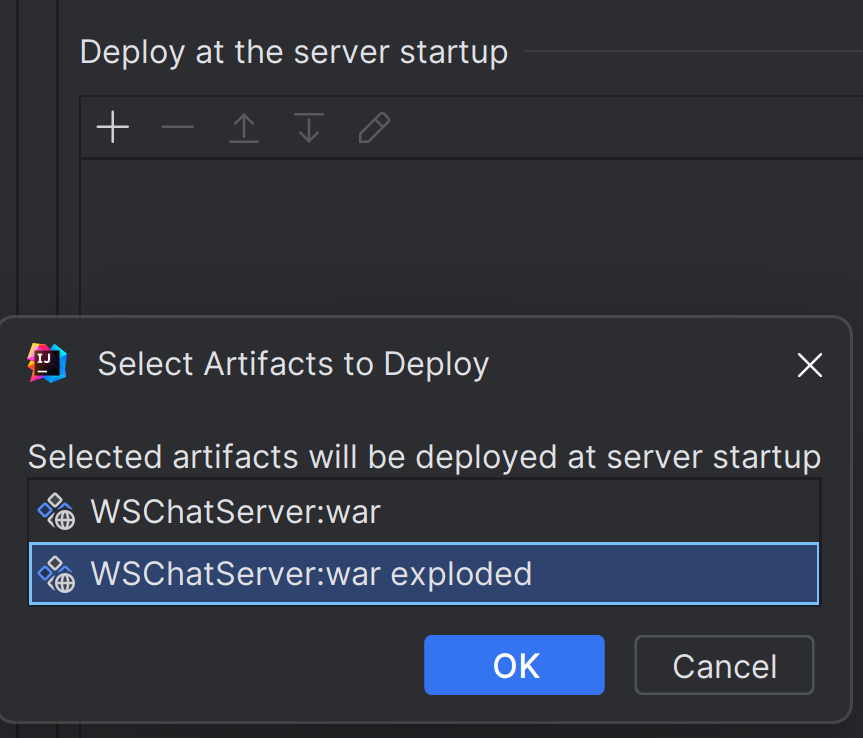 Deploy at the server startup
IJ
Select Artifacts to Deploy
Selected artifacts will be deployed at server startup
WSChatServer:war
WSChatServer:war exploded
OK
Cancel